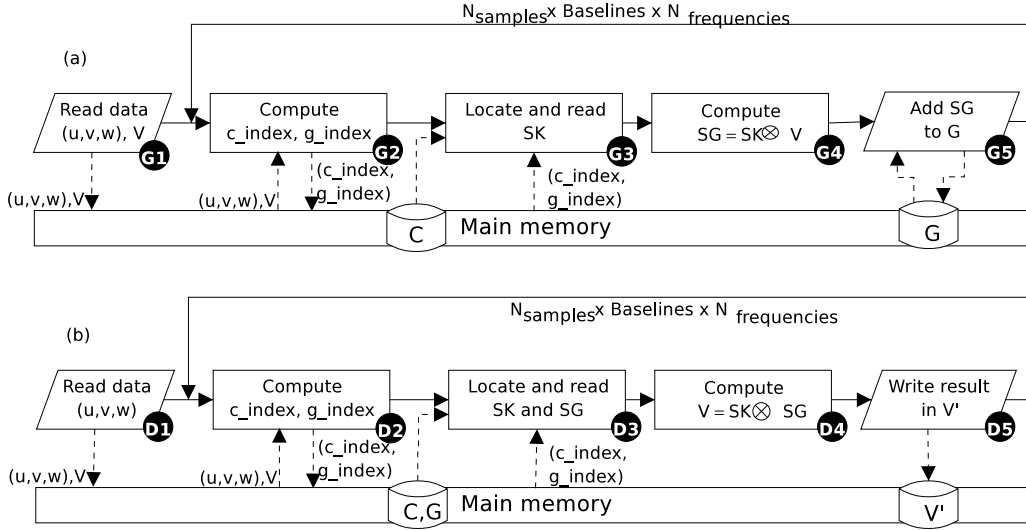 N samples x Baselines x N frequencies
(a)
Read data
(u,v,w), V
G1
Compute
c_index, g_index
G2
Locate and read
SK
G3
Compute
SG = SK⊗ V
G4
Add SG
to G
G5
(u,v,w),V
(u,v,w),V
(c_index,
g_index)
(c_index,
g_index)
C
Main memory
G
N samples x Baselines x N frequencies
(b)
Read data
(u,v,w)
D1
Compute
c_index, g_index
D2
Locate and read
SK and SG
D3
Compute
V = SK⊗ SG
D4
Write result
in V'
D5
(u,v,w),V
(u,v,w),V
(c_index,
g_index)
(c_index,
g_index)
C,G
Main memory
V'